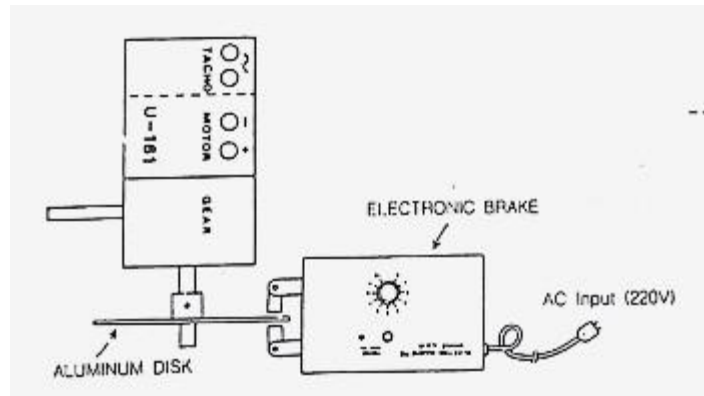 TACHO
U-161
MOTOR
- +
GEAR
ELECTRONIC BRAKE
AC Input (220V)
ALUMINUM DISK